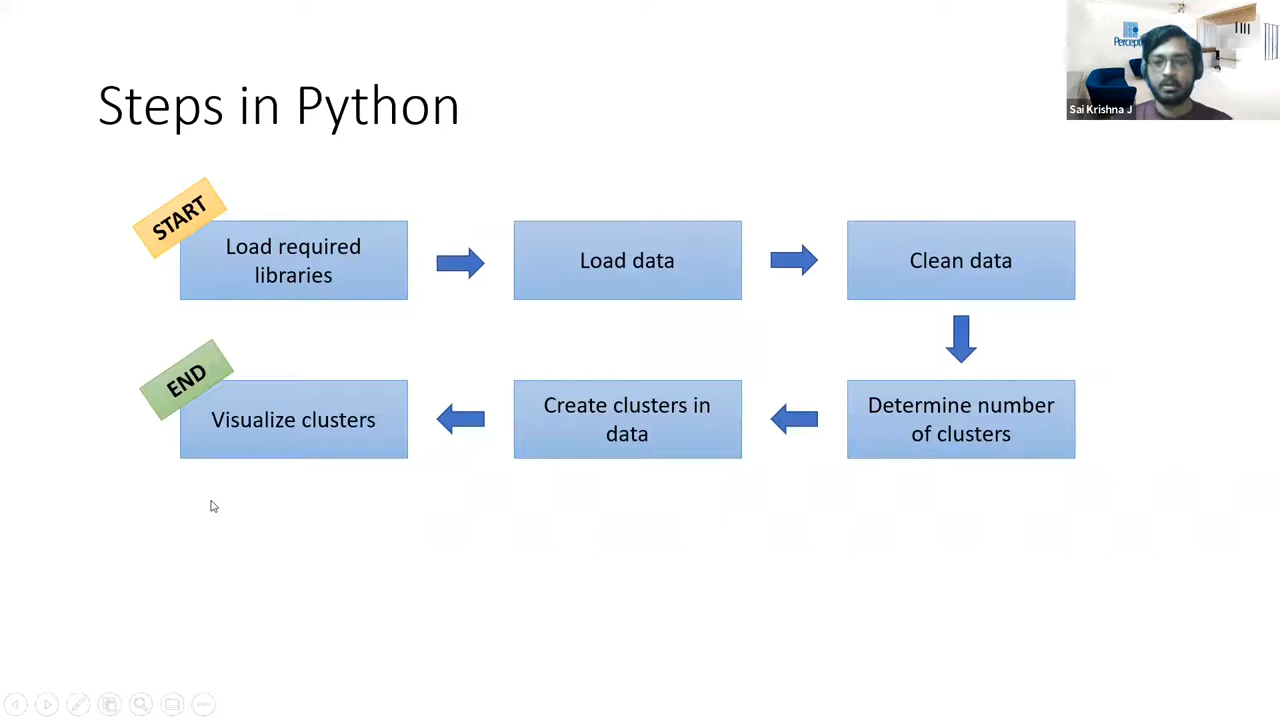 Steps in Python
Percept
Sai Krishna J
START
Load required
libraries
Load data
Clean data
END
Visualize clusters
Create clusters in
data
Determine number
of clusters